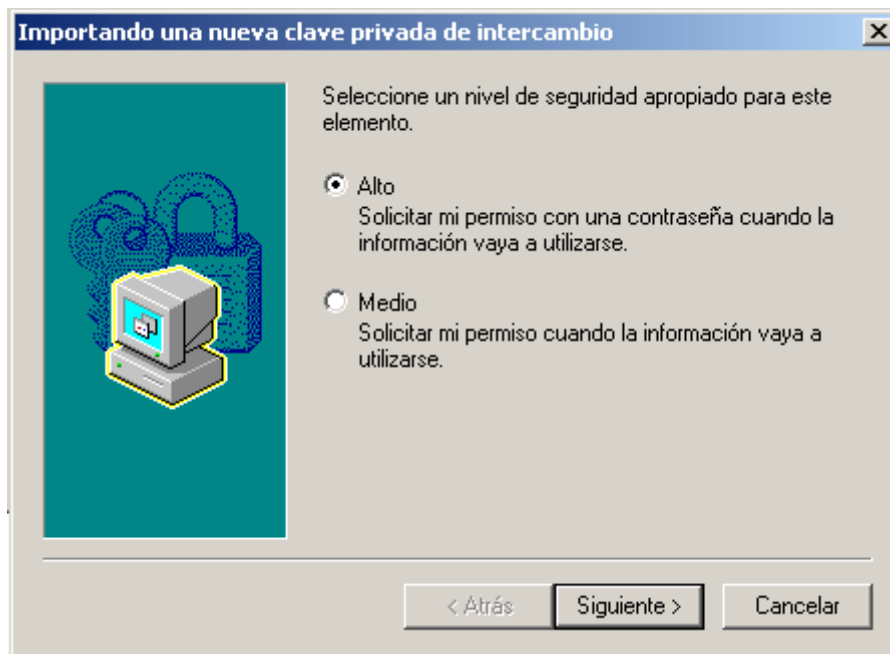 Importando una nueva clave privada de intercambio
Seleccione un nivel de seguridad apropiado para este
elemento.
Alto
Solicitar mi permiso con una contraseña cuando la
información vaya a utilizarse.
Medio
Solicitar mi permiso cuando la información vaya a
utilizarse.
< Atrás
Siguiente >
Cancelar